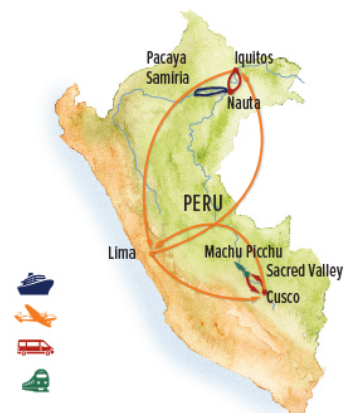 Pacaya
Samiria
Iquitos
Nauta
PERU
Lima
Machu Picchu
Sacred Valley
Cusco